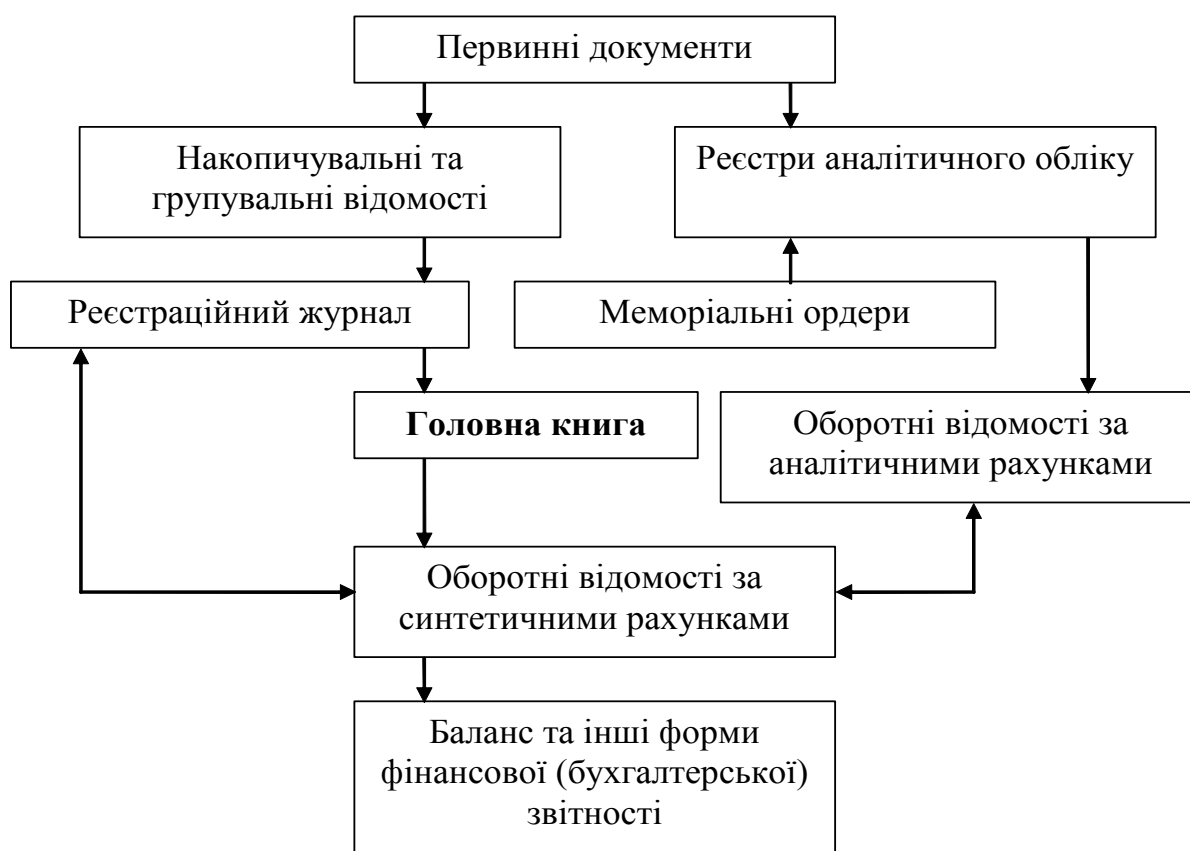 Первинні документи
Накопичувальні та
групувальні відомості
Реєстри аналітичного обліку
Реєстраційний журнал
Меморіальні ордери
Головна книга
Оборотні відомості за
аналітичними рахунками
Оборотні відомості за
синтетичними рахунками
Баланс та інші форми
фінансової (бухгалтерської)
звітності